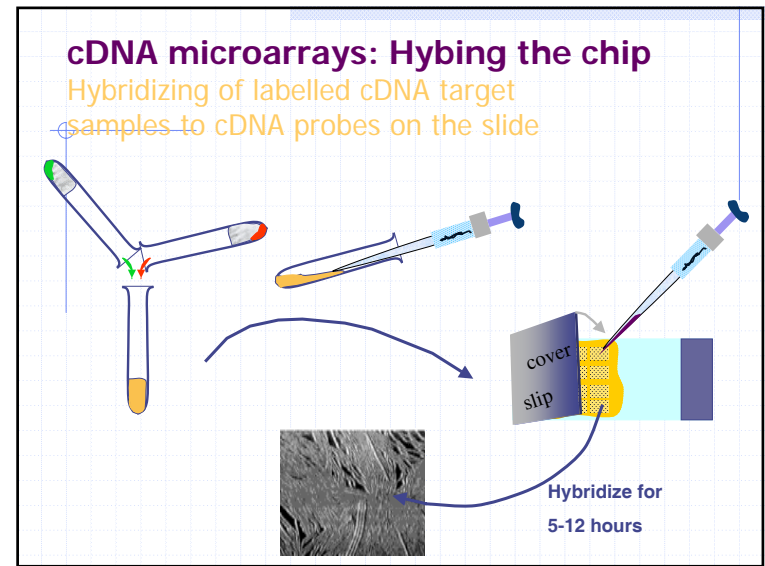 cDNA microarrays: Hybing the chip
Hybridizing of labelled cDNA target
samples to cDNA probes on the slide
cover
slip
Hybridize for
5-12 hours